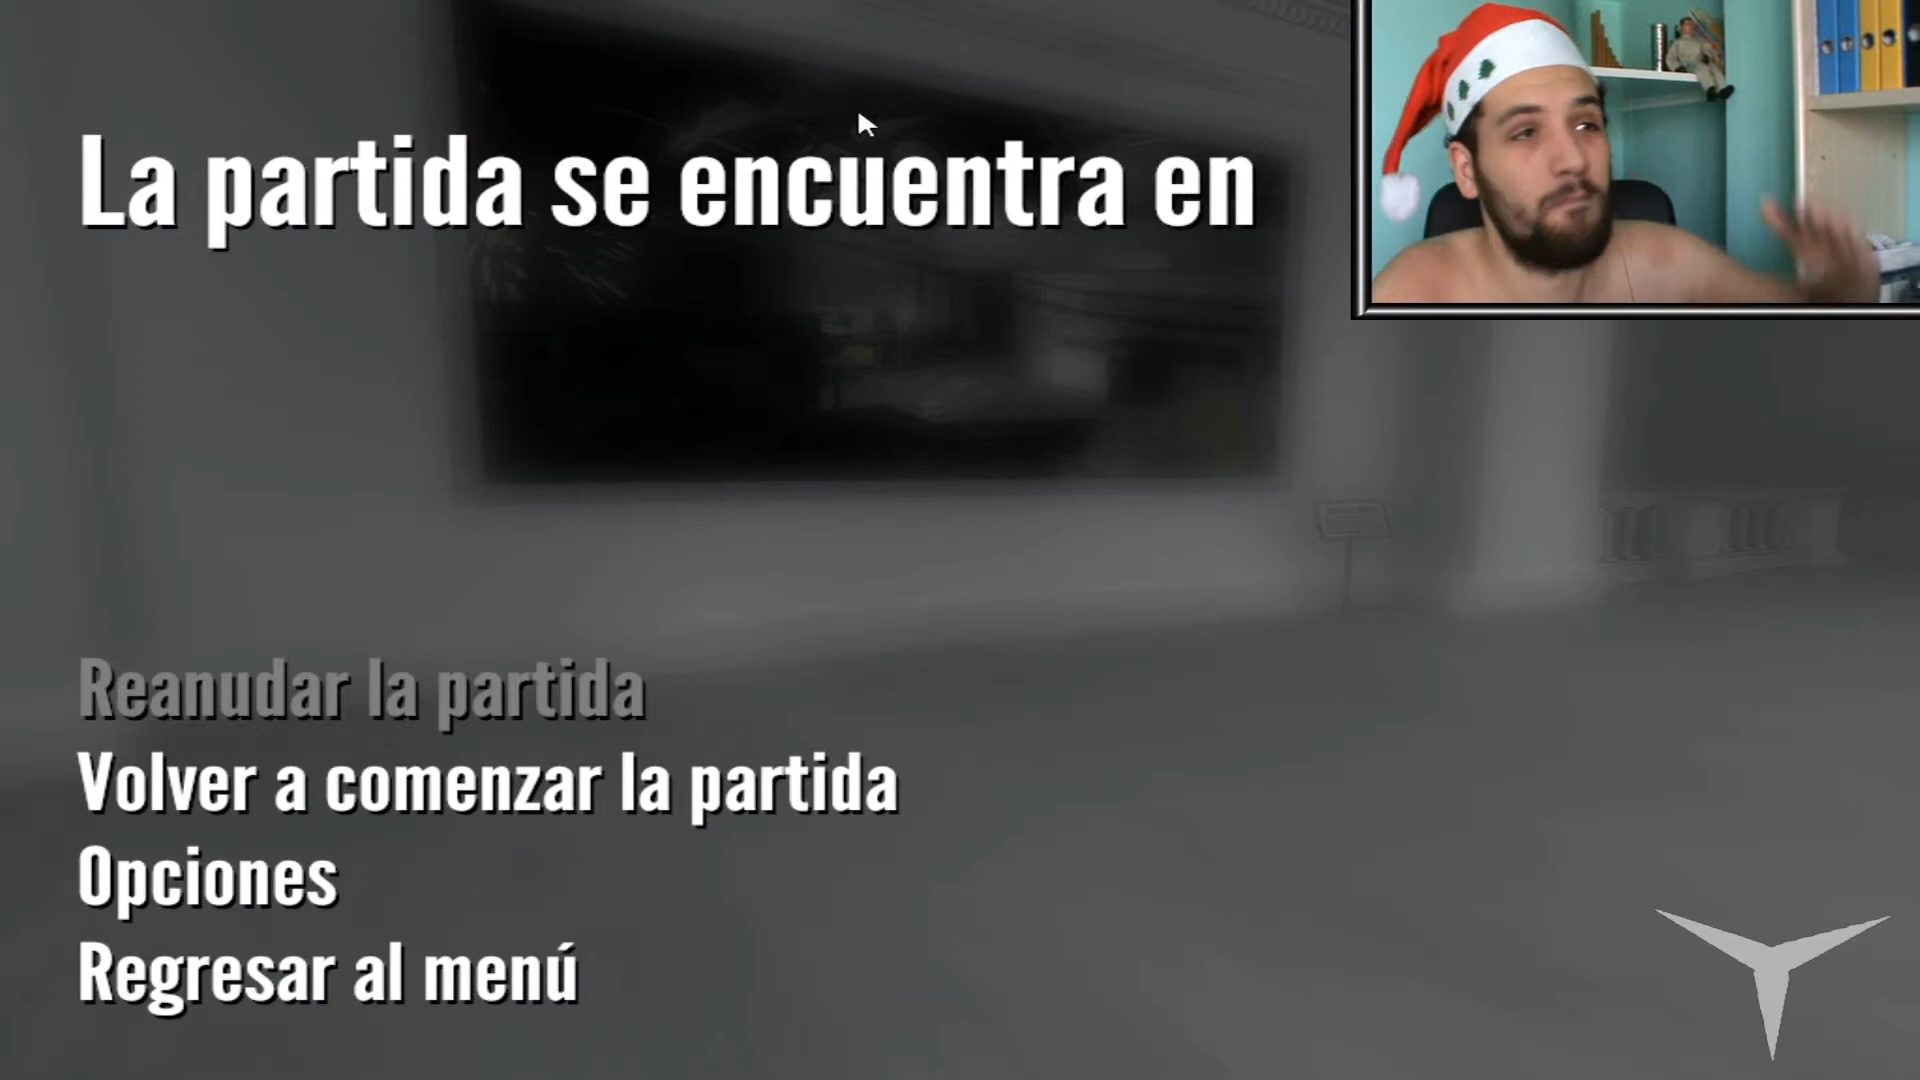 La partida se encuentra en
Reanudar la partida
Volver a comenzar la partida
Opciones
Regresar al menú